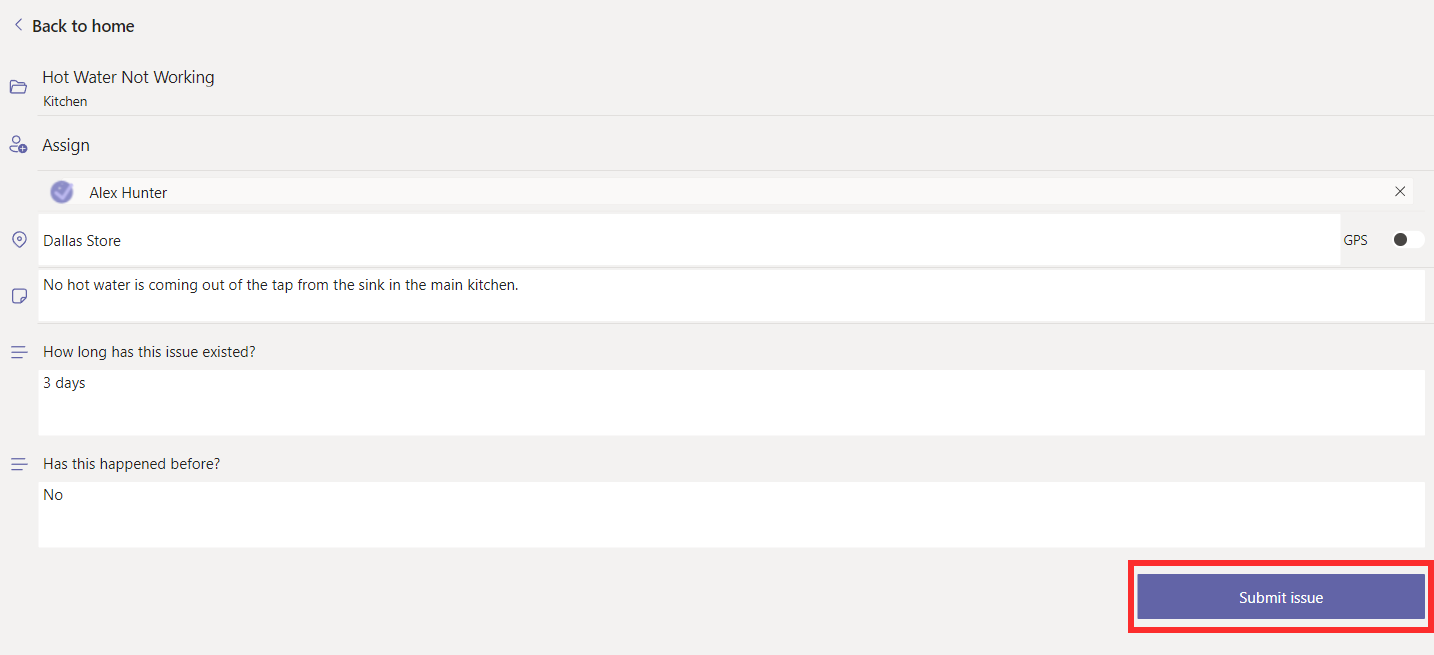 Back to home
Hot Water Not Working
Kitchen
Assign
Alex Hunter
Dallas Store
GPS
No hot water is coming out of the tap from the sink in the main kitchen.
How long has this issue existed?
3 days
Has this happened before?
No
Submit issue